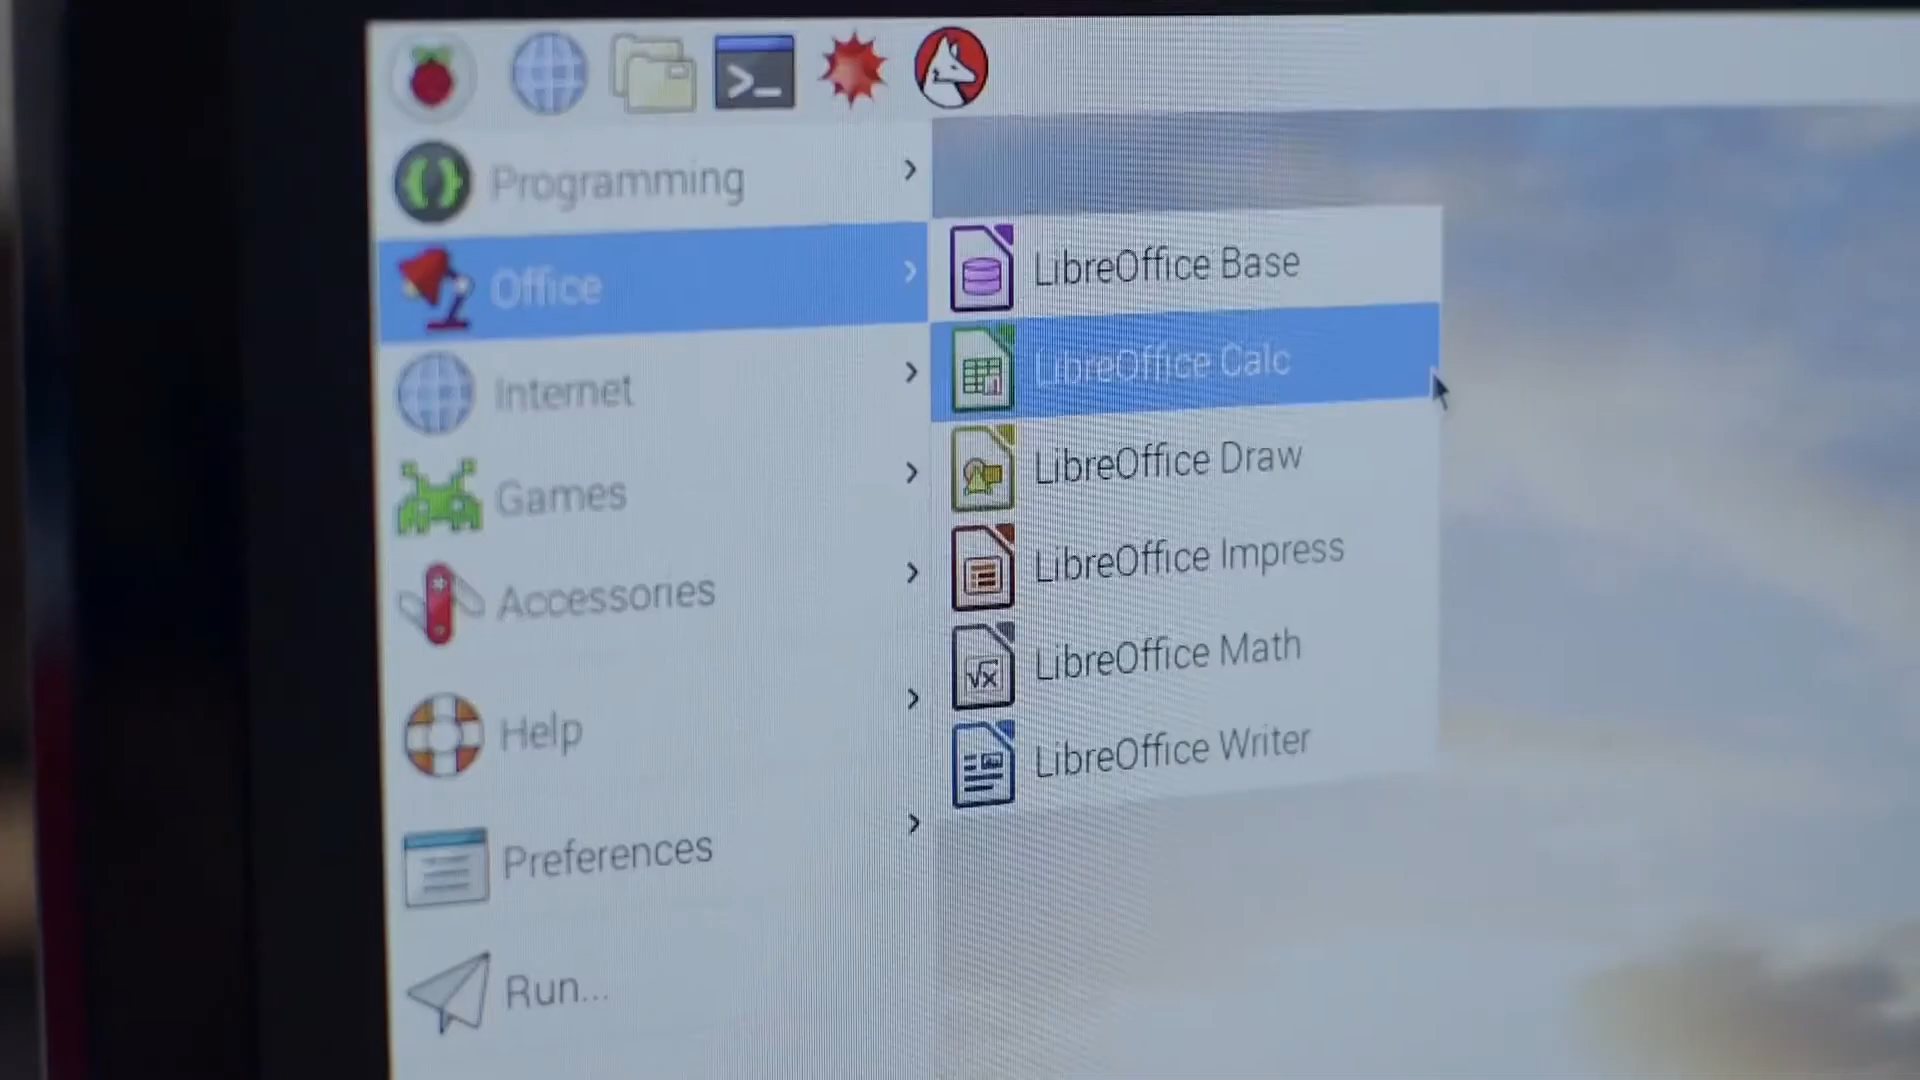 Programming
Office
Internet
Games
Accessories
Help
Preferences
Run...
LibreOffice Base
LibreOffice Calc
LibreOffice Draw
LibreOffice Impress
LibreOffice Math
LibreOffice Writer